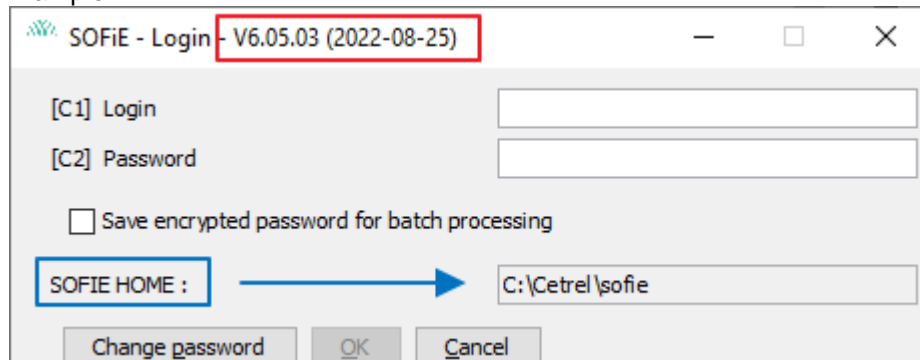 SOFiE - Login - V6.05.03 (2022-08-25)
[C1] Login
[C2] Password
Save encrypted password for batch processing
SOFIE HOME : C:\Cetrel\sofie
Change password OK Cancel